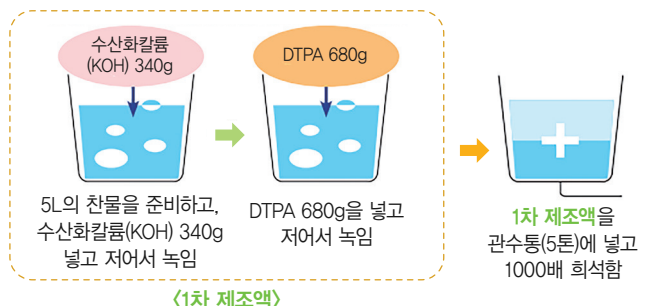 수산화칼륨
(KOH) 340g
DTPA 680g
5L의 찬물을 준비하고,
수산화칼륨(KOH) 340g
넣고 저어서 녹임
DTPA 680g을 넣고
저어서 녹임
1차 제조액을
관수통(5톤)에 넣고
1000배 희석함
〈1차 제조액〉